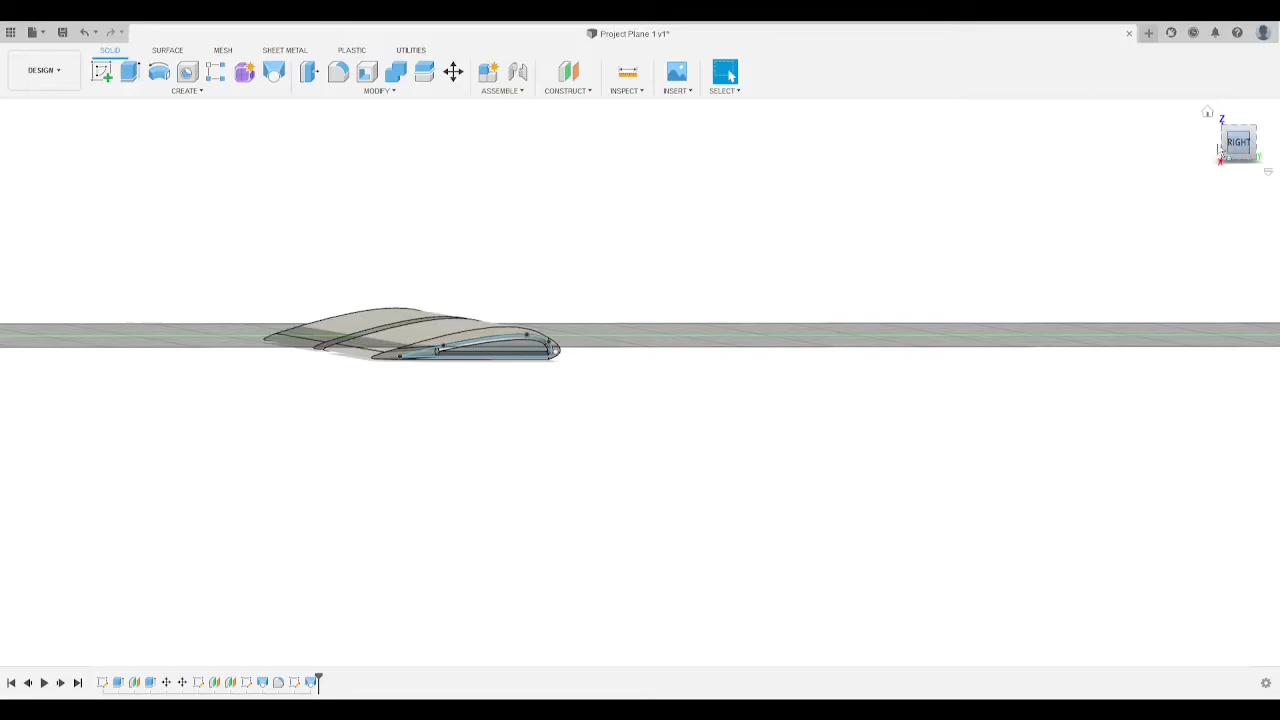 Project Plane 1 v1*
SOLID SURFACE MESH SHEET METAL PLASTIC UTILITIES
DESIGN
CREATE MODIFY ASSEMBLE CONSTRUCT INSPECT INSERT SELECT
Z
RIGHT
Y
X